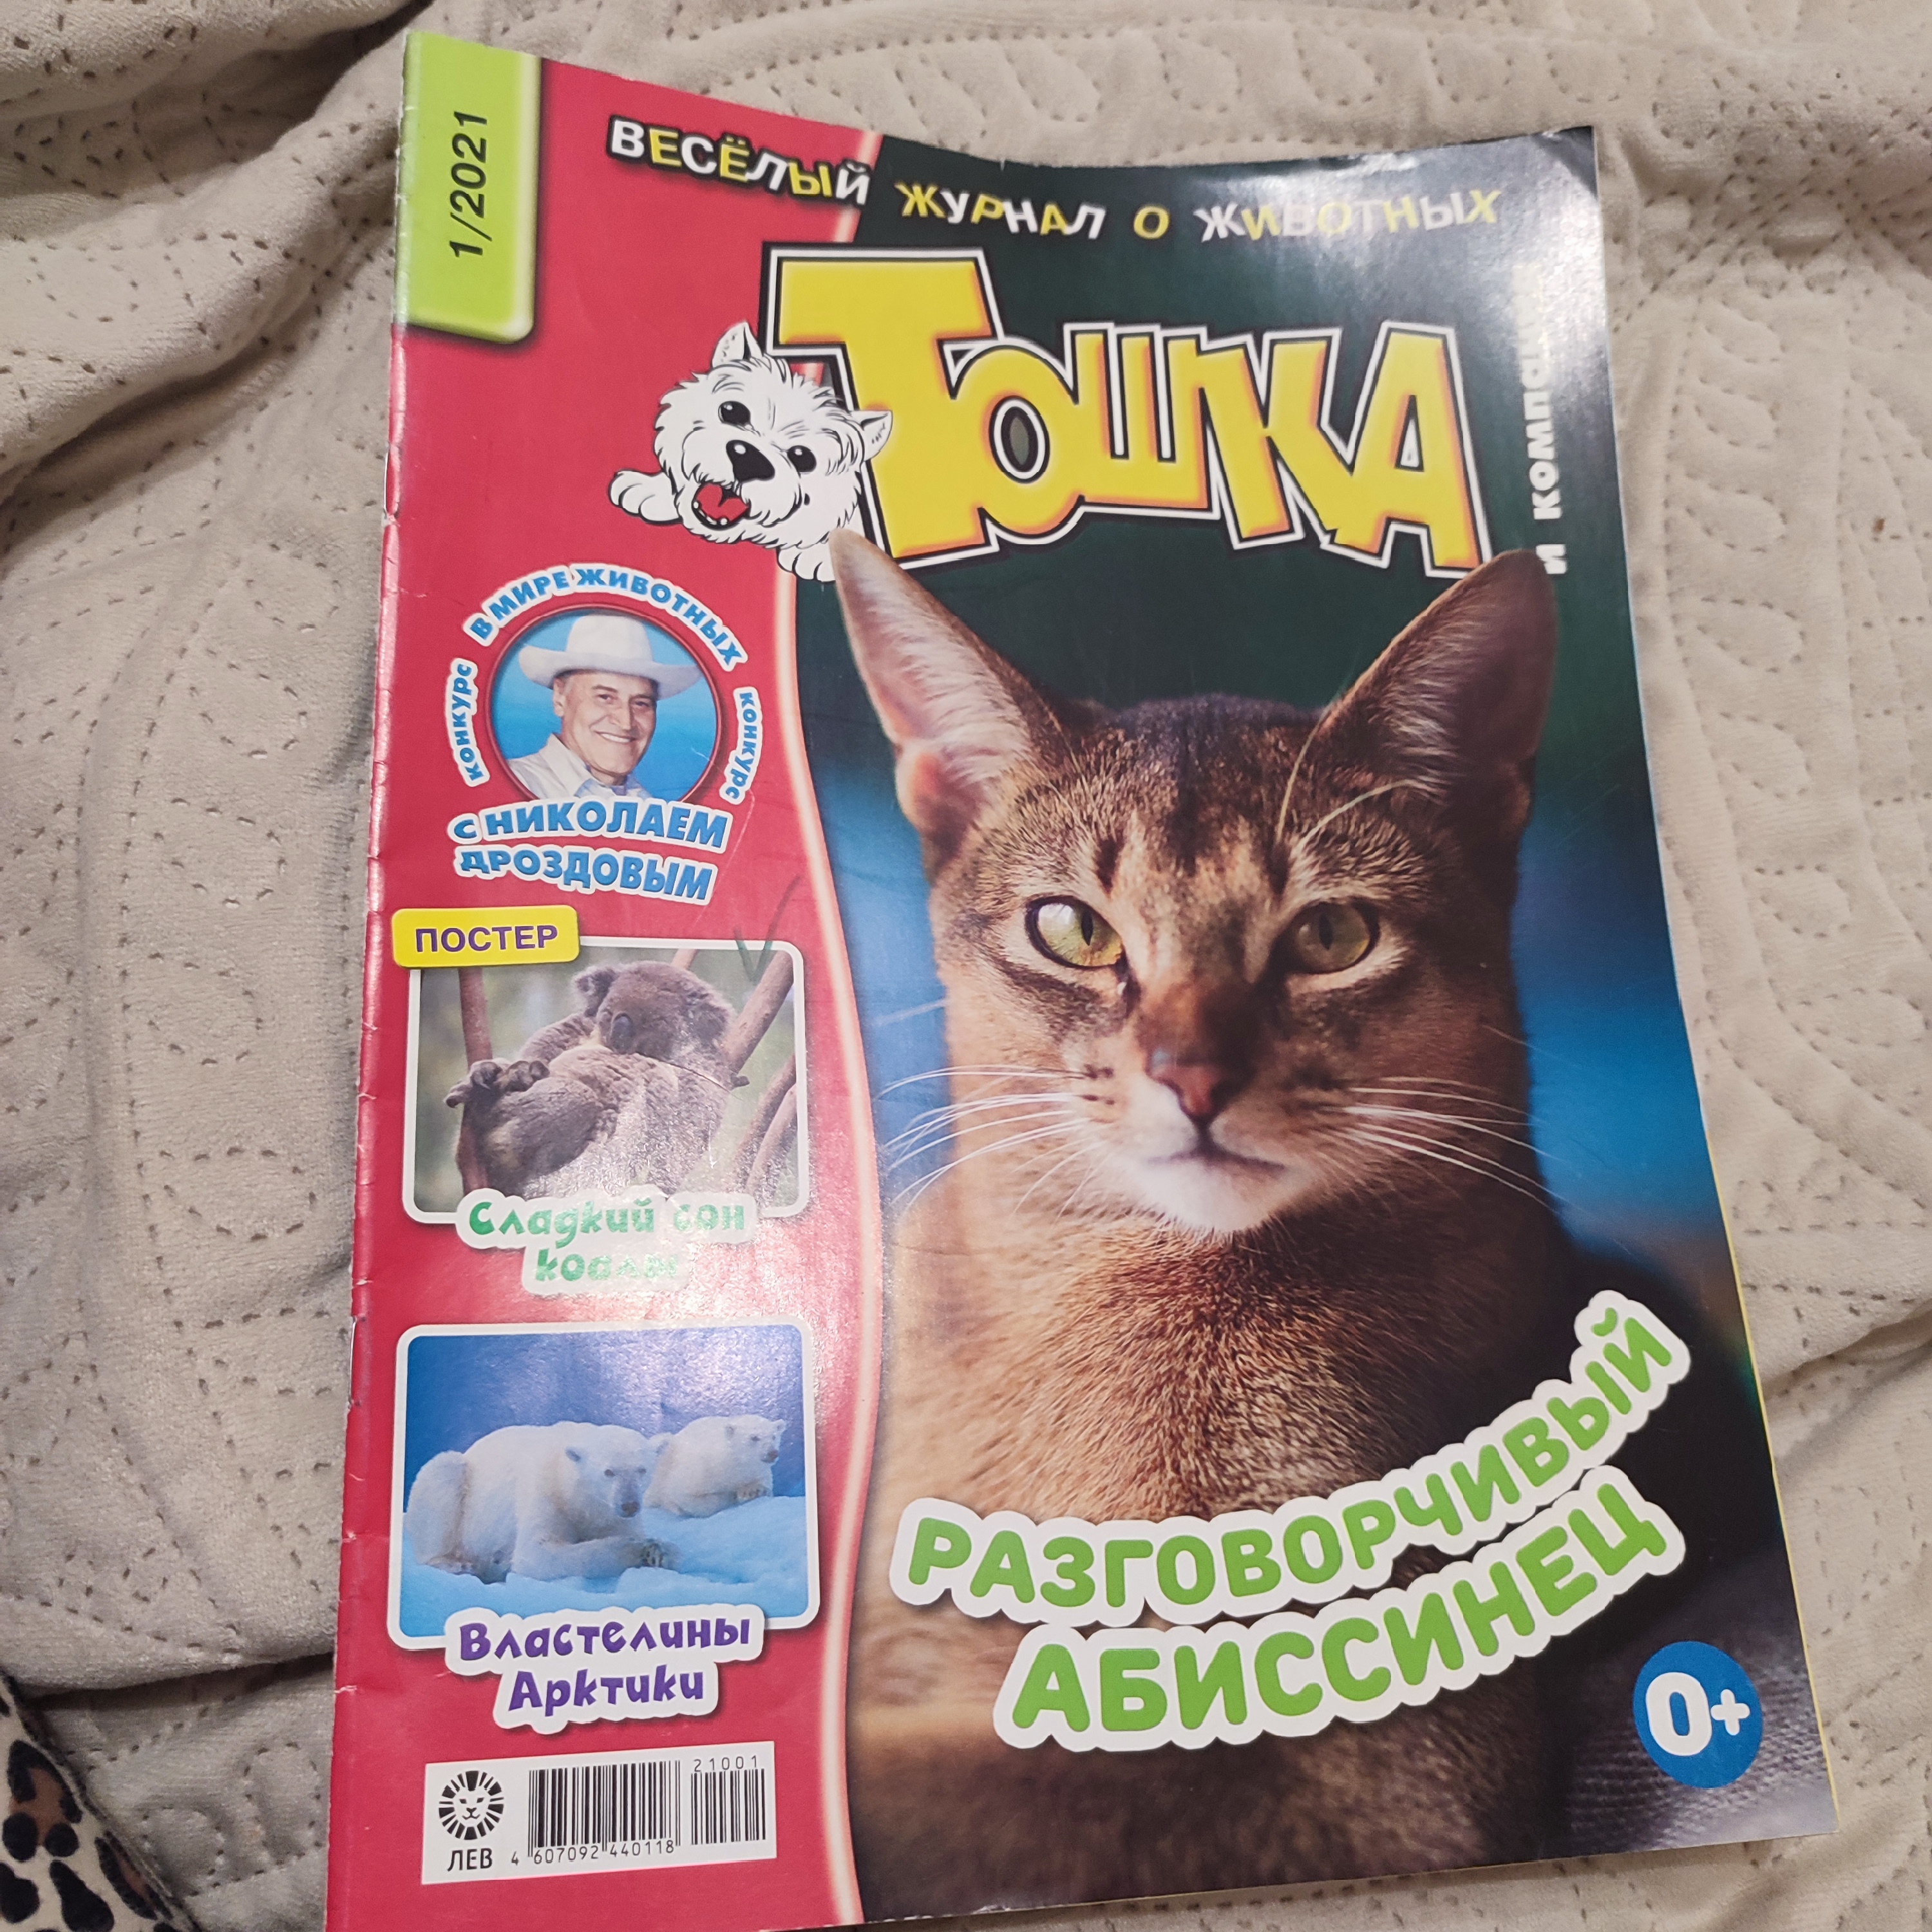 1/2021
ВЕСЁЛЫЙ ЖУРНАЛ О ЖИВОТНЫХ
ТОШКА
И КОМПАНИЯ
КОНКУРС В МИРЕ ЖИВОТНЫХ КОНКУРС
С НИКОЛАЕМ
ДРОЗДОВЫМ
ПОСТЕР
Сладкий сон
коалы
Властелины
Арктики
РАЗГОВОРЧИВЫЙ
АБИССИНЕЦ
0+
21001
ЛЕВ
4 607092 440118